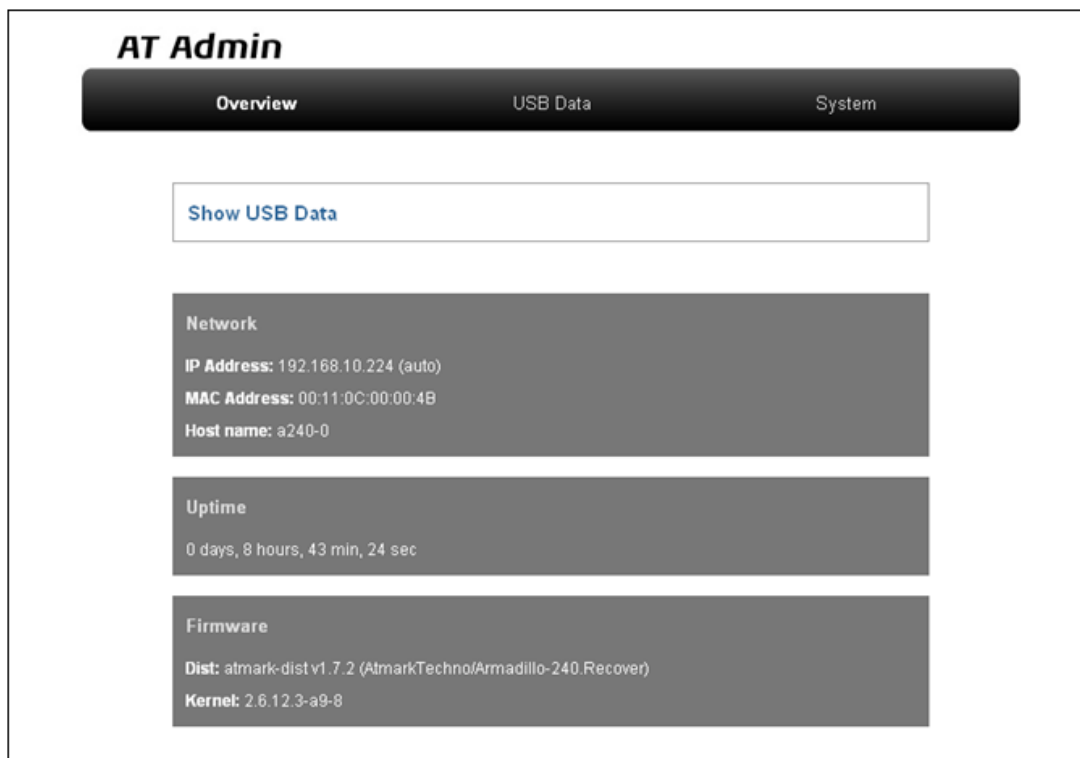 AT Admin
Overview USB Data System
Show USB Data
Network
IP Address: 192.168.10.224 (auto)
MAC Address: 00:11:0C:00:00:4B
Host name: a240-0
Uptime
0 days, 8 hours, 43 min, 24 sec
Firmware
Dist: atmark-dist v1.7.2 (AtmarkTechno/Armadillo-240.Recover)
Kernel: 2.6.12.3-a9-8